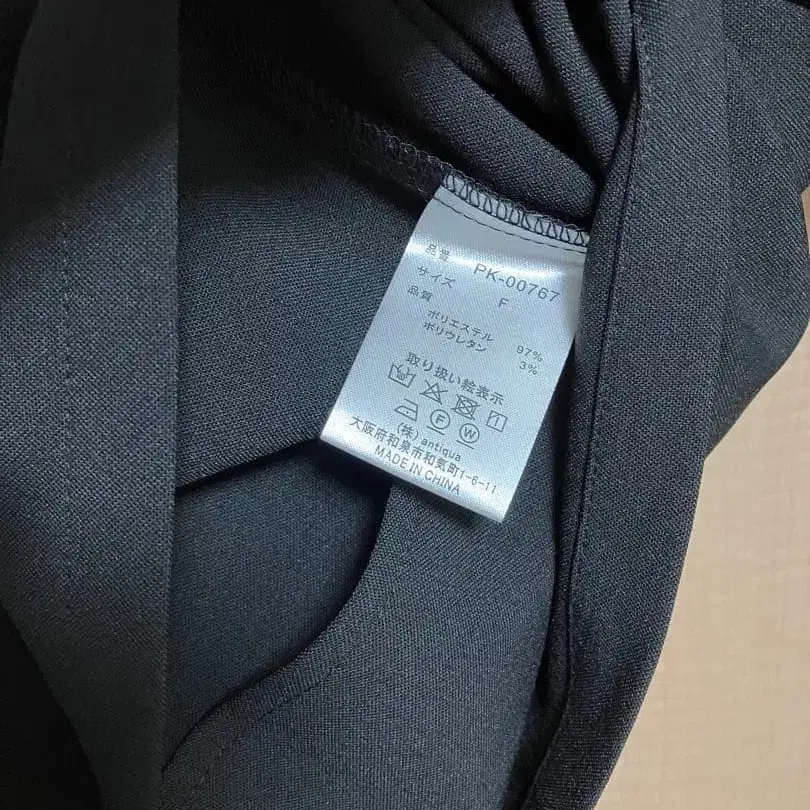 品番 PK-00767
サイズ F
品質
ポリエステル 97%
ポリウレタン 3%
取り扱い絵表示
F W
(株) antiqua
大阪府和泉市和気町1-6-11
MADE IN CHINA